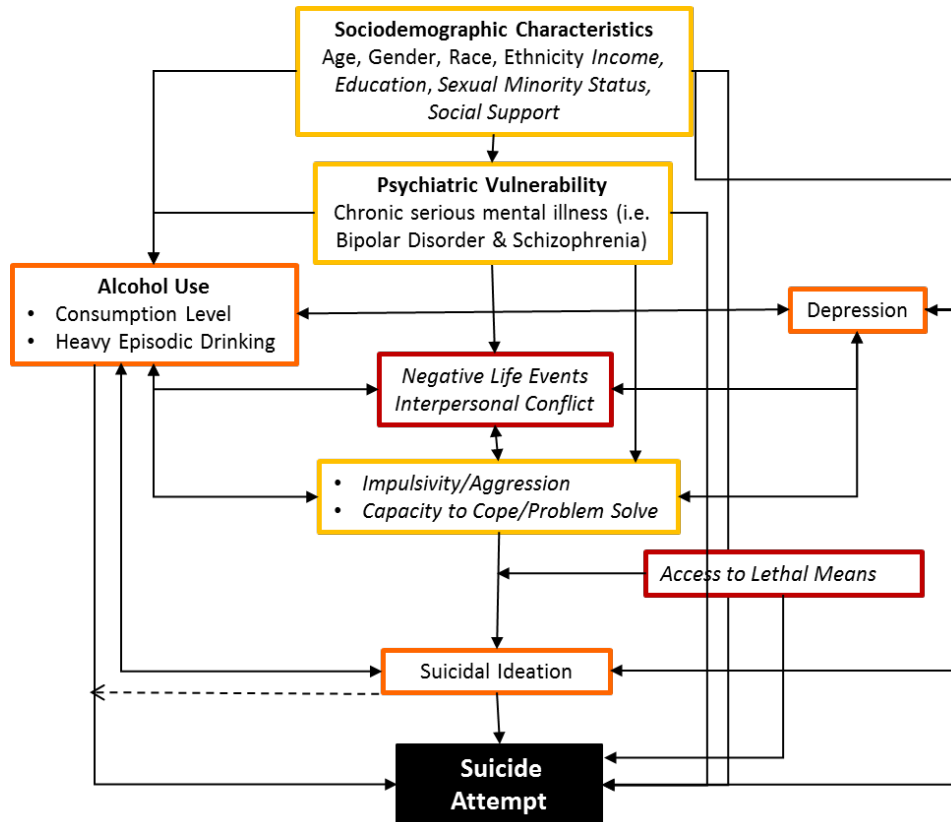 Sociodemographic Characteristics
Age, Gender, Race, Ethnicity Income,
Education, Sexual Minority Status,
Social Support
Psychiatric Vulnerability
Chronic serious mental illness (i.e.
Bipolar Disorder & Schizophrenia)
Alcohol Use
• Consumption Level
• Heavy Episodic Drinking
Depression
Negative Life Events
Interpersonal Conflict
• Impulsivity/Aggression
• Capacity to Cope/Problem Solve
Access to Lethal Means
Suicidal Ideation
Suicide
Attempt